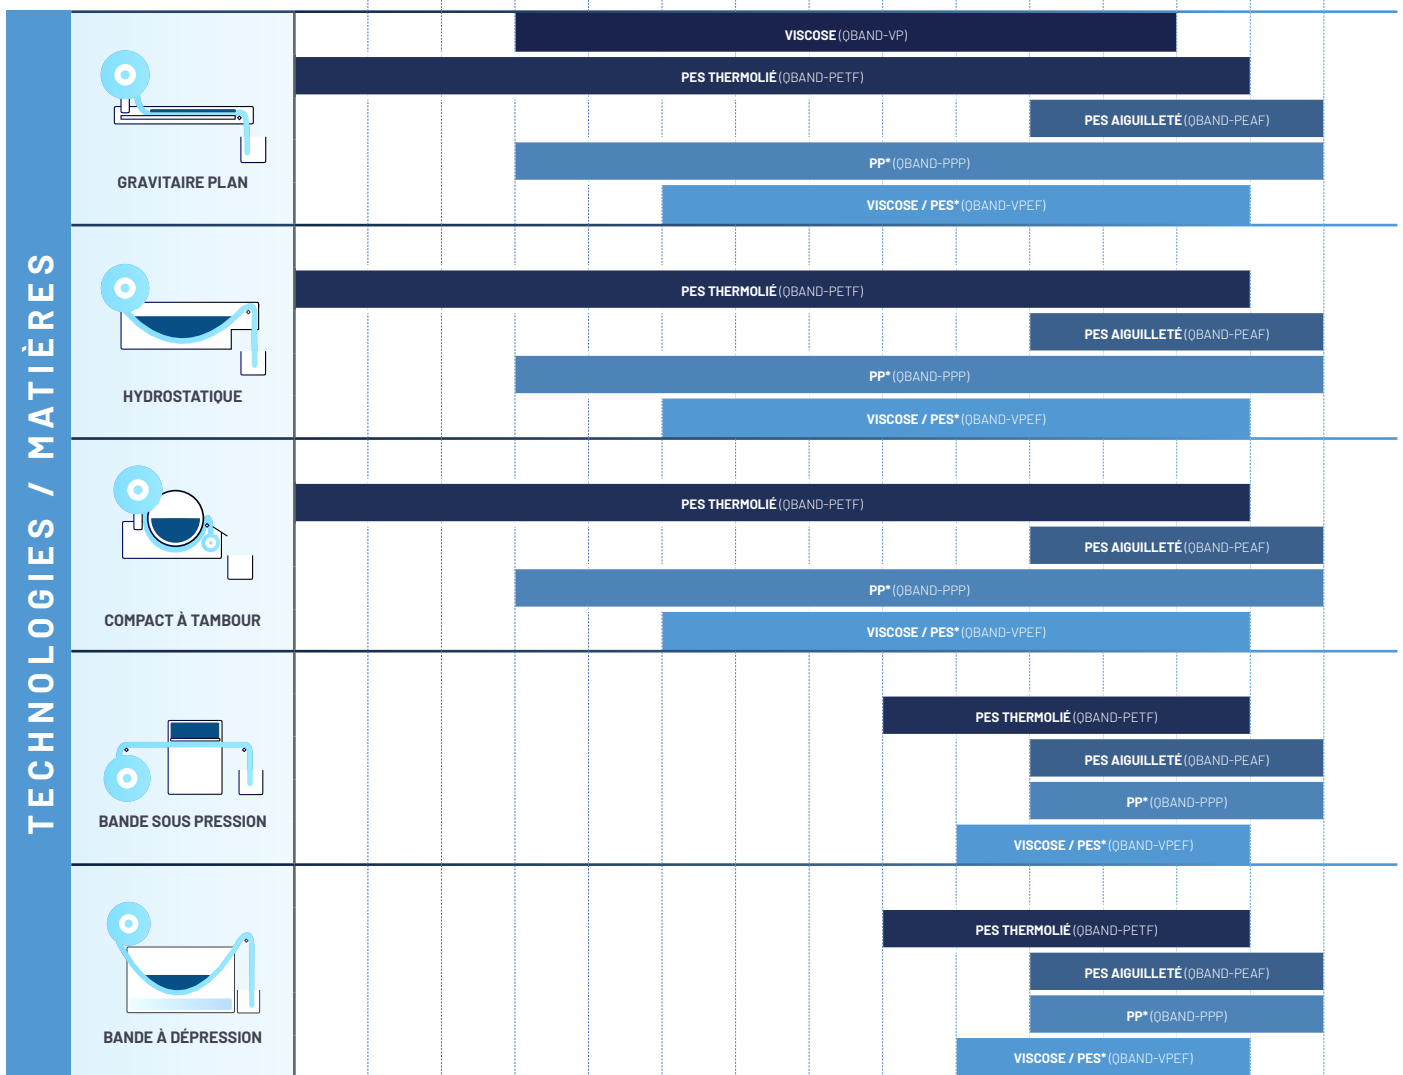 TECHNOLOGIES / MATIÈRES
GRAVITAIRE PLAN
VISCOSE (QBAND-VP)
PES THERMOLIÉ (QBAND-PETF)
PES AIGUILLETÉ (QBAND-PEAF)
PP* (QBAND-PPP)
VISCOSE / PES* (QBAND-VPEF)
HYDROSTATIQUE
PES THERMOLIÉ (QBAND-PETF)
PES AIGUILLETÉ (QBAND-PEAF)
PP* (QBAND-PPP)
VISCOSE / PES* (QBAND-VPEF)
COMPACT À TAMBOUR
PES THERMOLIÉ (QBAND-PETF)
PES AIGUILLETÉ (QBAND-PEAF)
PP* (QBAND-PPP)
VISCOSE / PES* (QBAND-VPEF)
BANDE SOUS PRESSION
PES THERMOLIÉ (QBAND-PETF)
PES AIGUILLETÉ (QBAND-PEAF)
PP* (QBAND-PPP)
VISCOSE / PES* (QBAND-VPEF)
BANDE À DÉPRESSION
PES THERMOLIÉ (QBAND-PETF)
PES AIGUILLETÉ (QBAND-PEAF)
PP* (QBAND-PPP)
VISCOSE / PES* (QBAND-VPEF)